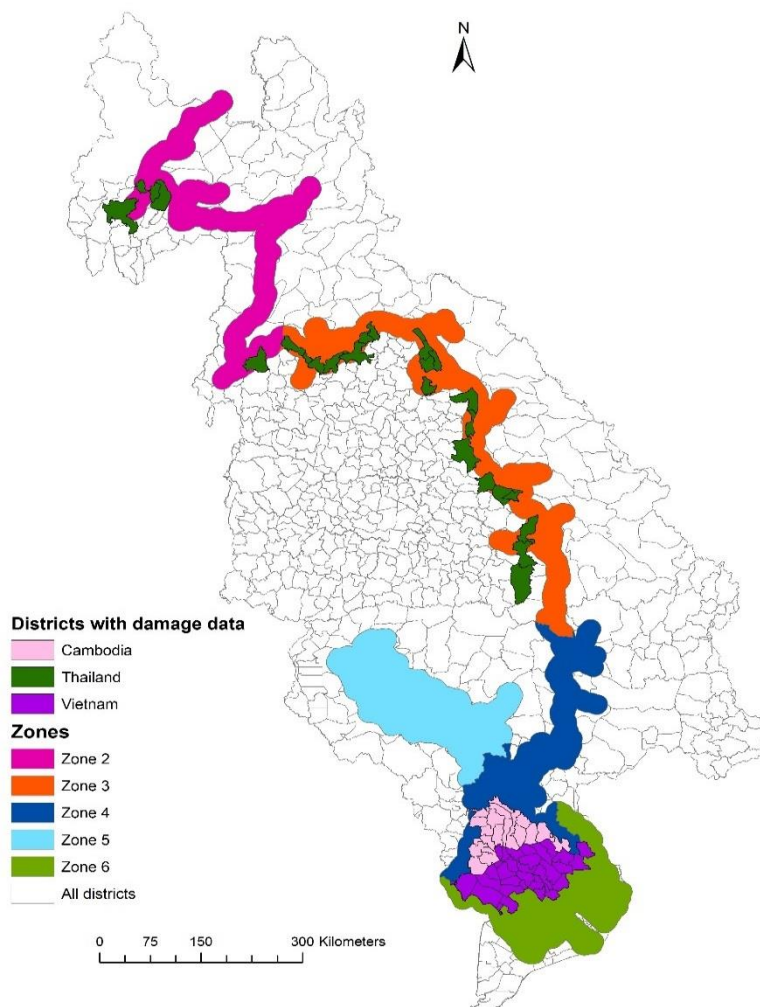 N
Districts with damage data
Cambodia
Thailand
Vietnam
Zones
Zone 2
Zone 3
Zone 4
Zone 5
Zone 6
All districts
0 75 150 300 Kilometers